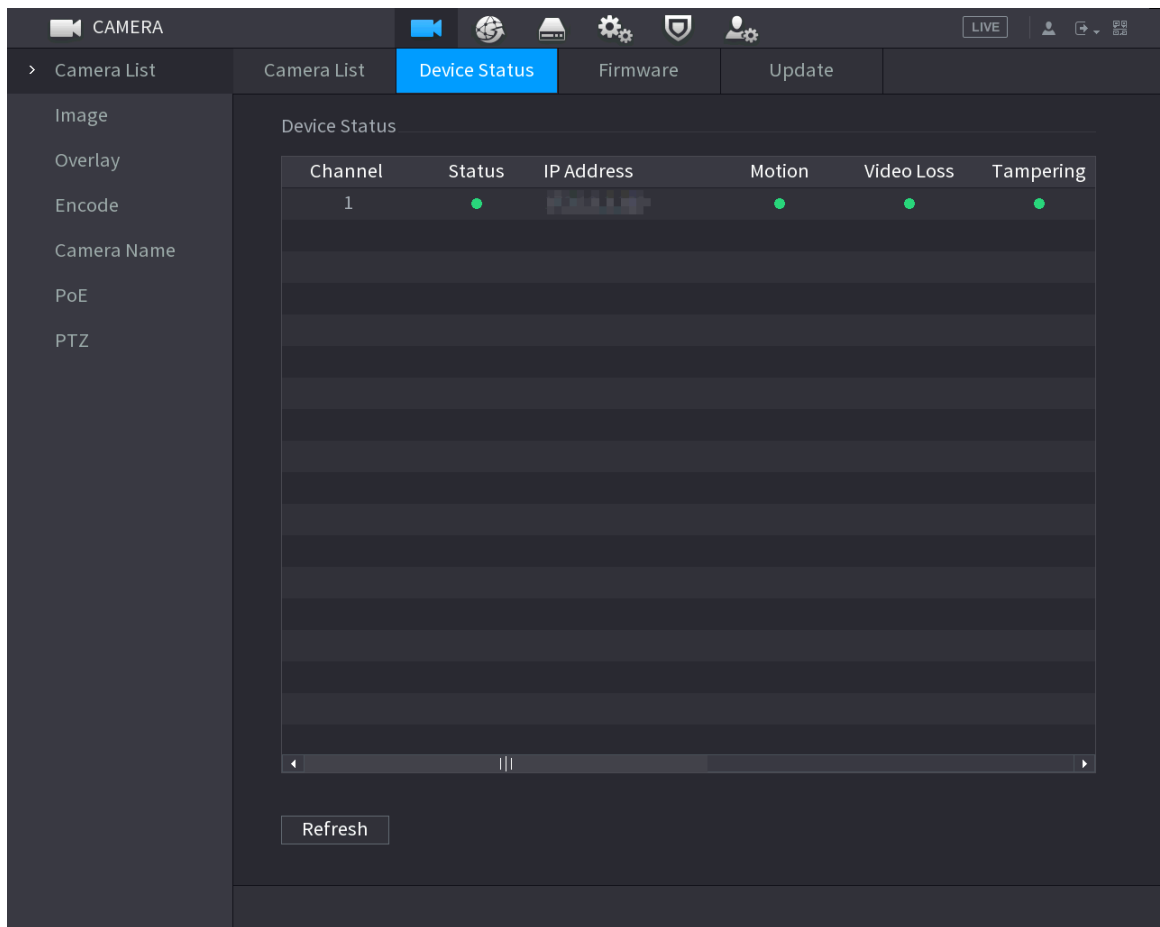 CAMERA
LIVE
Camera List
Image
Overlay
Encode
Camera Name
PoE
PTZ
Camera List Device Status Firmware Update
Device Status
Channel Status IP Address Motion Video Loss Tampering
1
Refresh